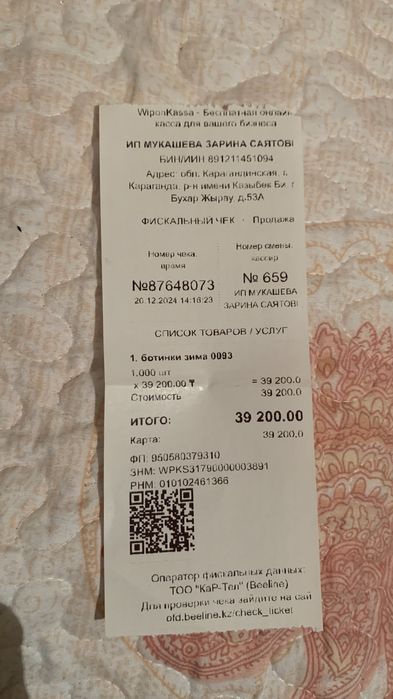 WiponKassa - Бесплатная онлайн
касса для вашего бизнеса
ИП МУКАШЕВА ЗАРИНА САЯТОВ
БИН/ИИН 891211451094
Адрес: обл. Карагандинская, г.
Караганда, р-н имени Казыбек Би, г
Бухар Жырау, д.53А
ФИСКАЛЬНЫЙ ЧЕК - Продажа
Номер чека, Номер смены,
время кассир
№87648073 № 659
20.12.2024 14:16:23 ИП МУКАШЕВА
ЗАРИНА САЯТОВ
СПИСОК ТОВАРОВ / УСЛУГ
1. ботинки зима 0093
1,000 шт
x 39 200.00 ₸ = 39 200.0
Стоимость 39 200.0
ИТОГО: 39 200.00
Карта: 39 200.0
ФП: 950580379310
ЗНМ: WPKS31790000003891
РНМ: 010102461366
Оператор фискальных данных:
ТОО "КаР-Тел" (Beeline)
Для проверки чека зайдите на сай
ofd.beeline.kz/check_ticket